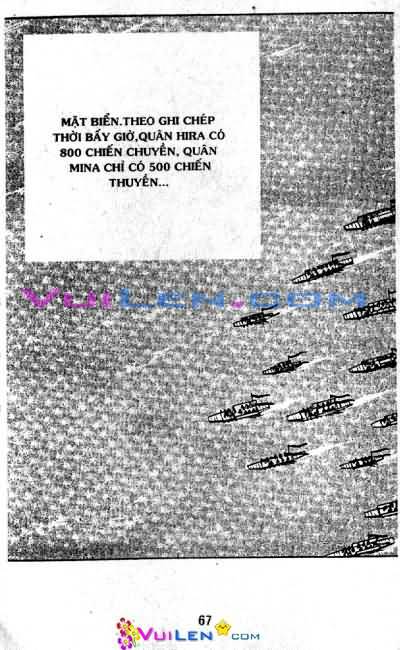 MẶT BIỂN.THEO GHI CHÉP
THỜI BẤY GIỜ,QUÂN HIRA CÓ
800 CHIẾN CHUYỀN, QUÂN
MINA CHỈ CÓ 500 CHIẾN
THUYỀN...
VUILEN.COM
67
VUILEN.COM